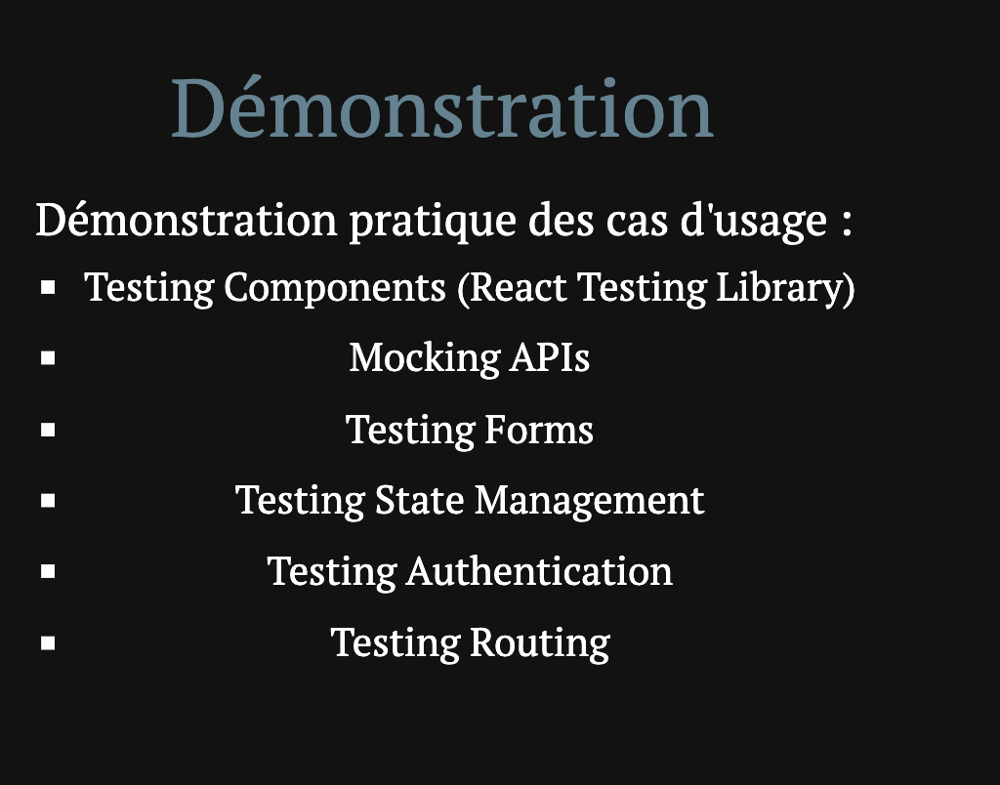 Démonstration
Démonstration pratique des cas d'usage :
▪ Testing Components (React Testing Library)
▪ Mocking APIs
▪ Testing Forms
▪ Testing State Management
▪ Testing Authentication
▪ Testing Routing